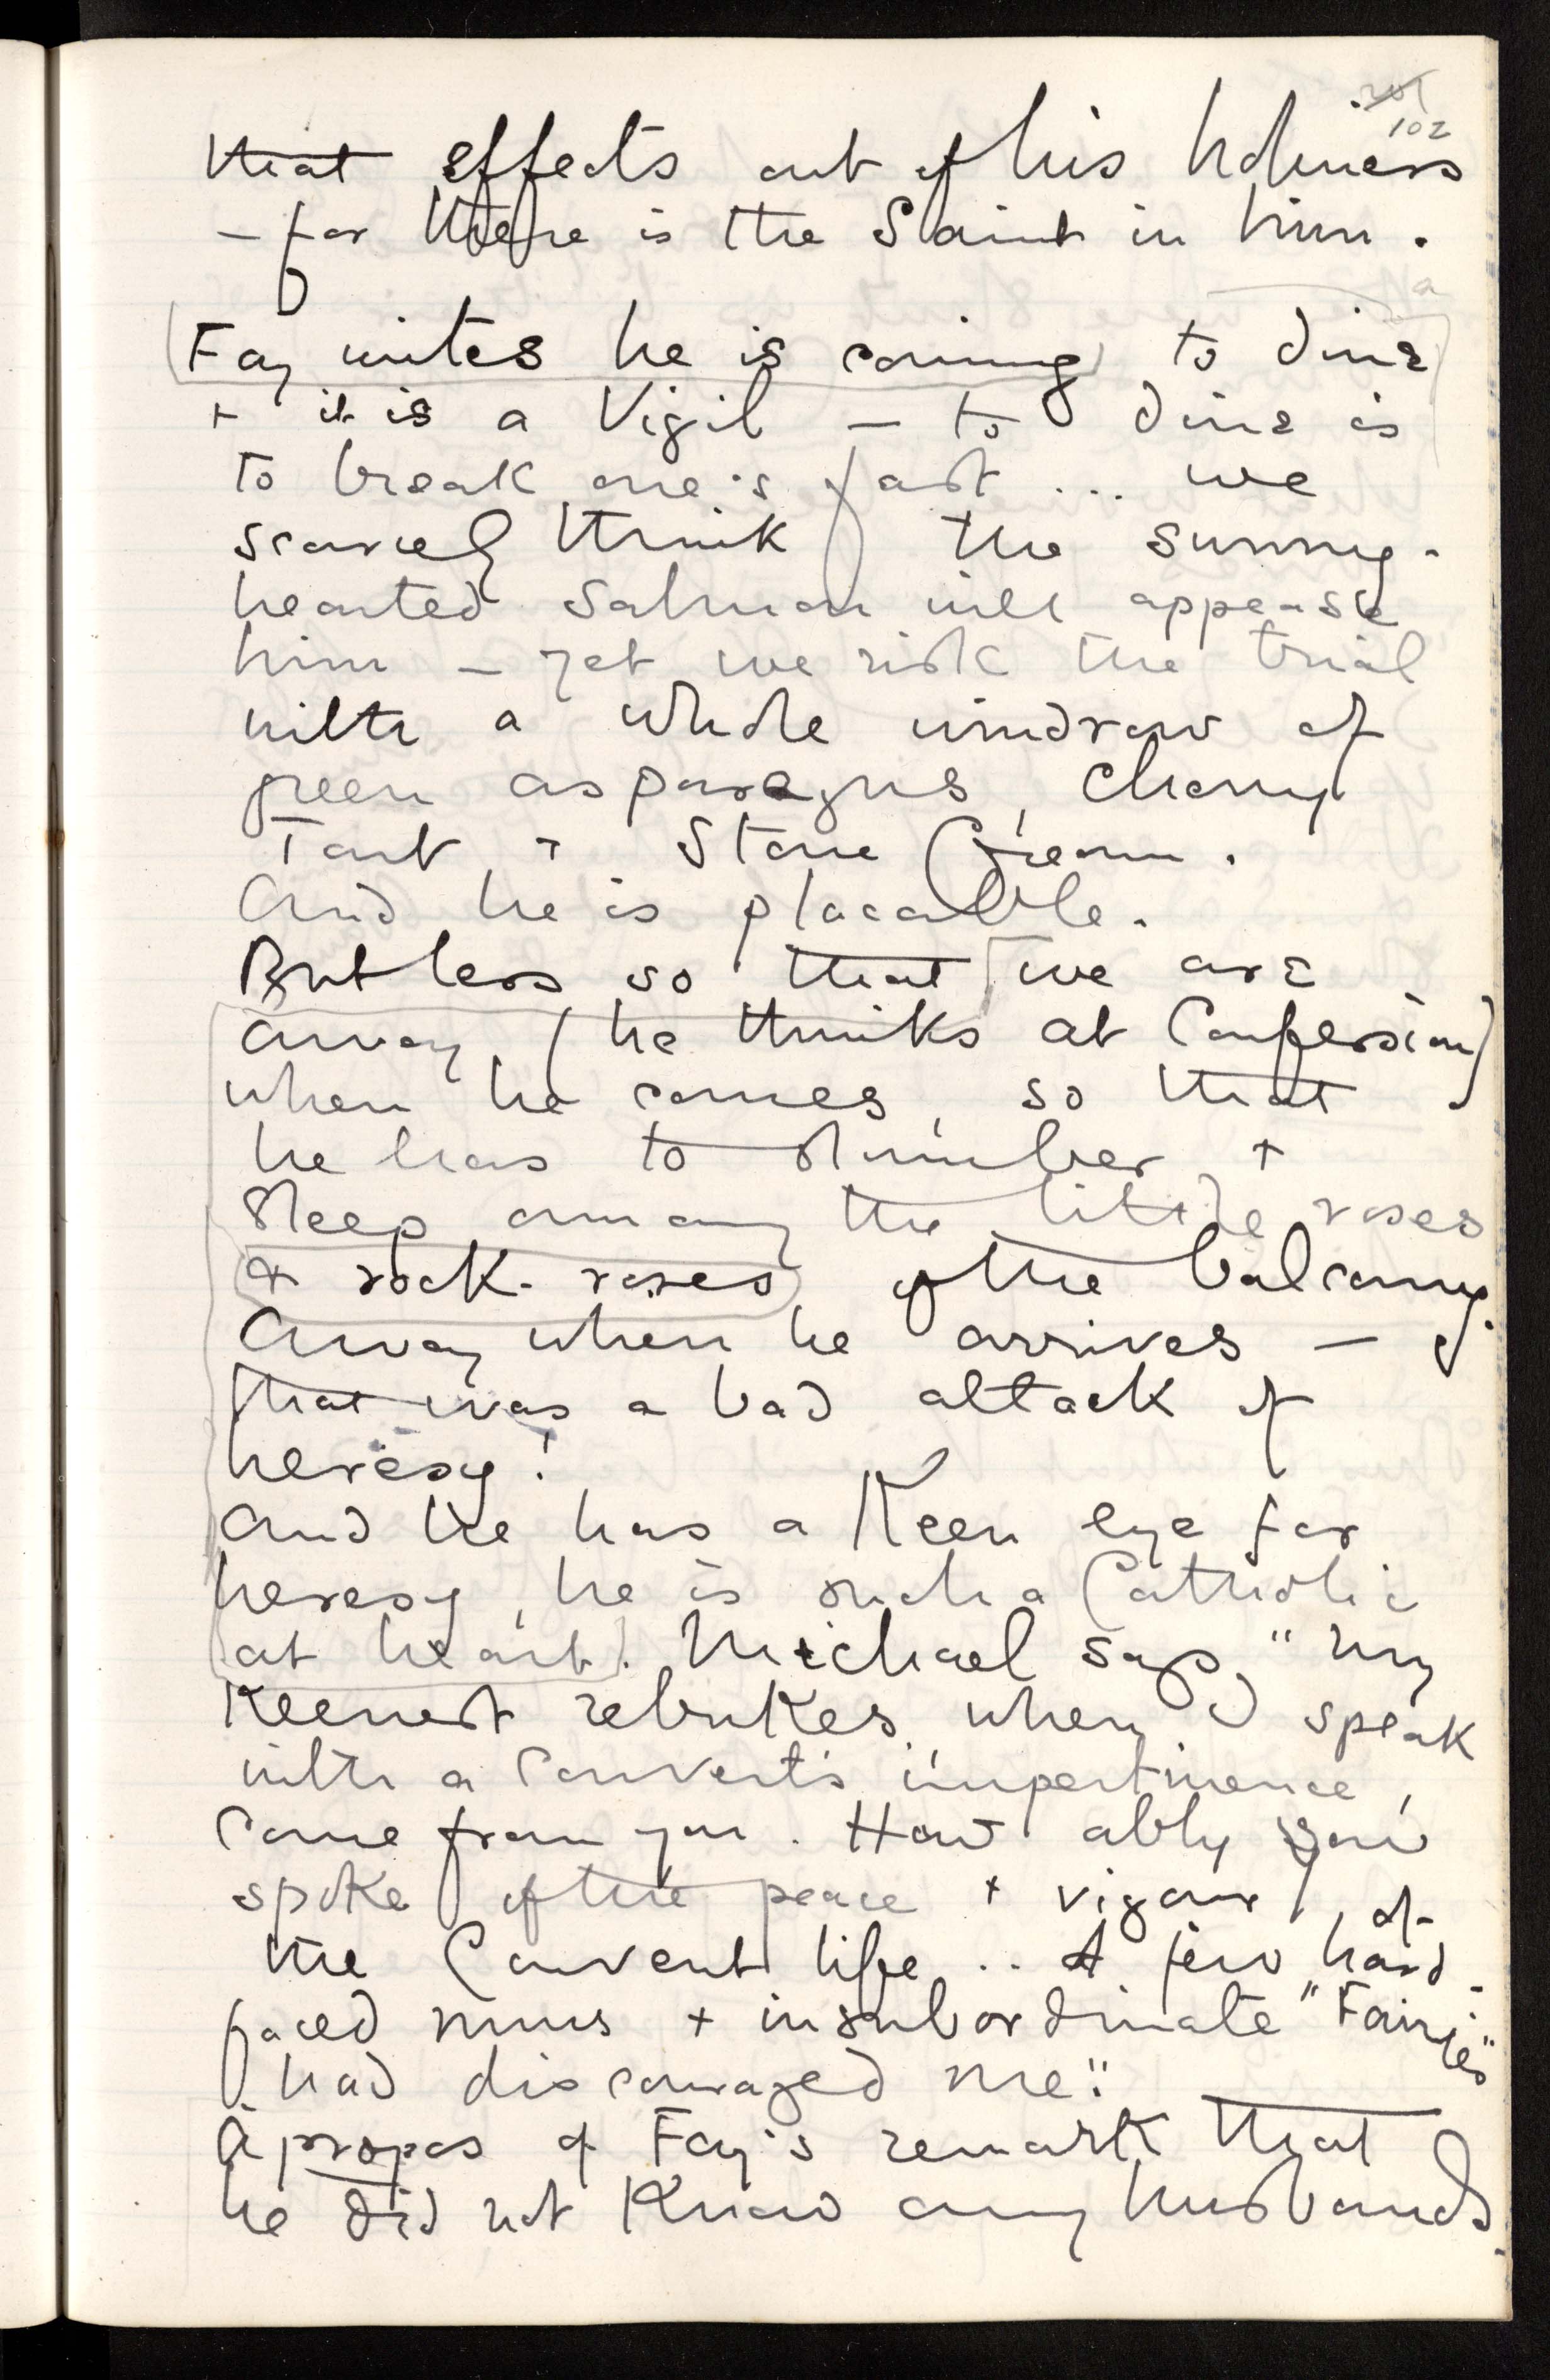 102
that effects out of his holiness
– for there is the Saint in him.
Fay writes he is coming to dine
+ it is a Vigil – to dine is
to break one's fast ... we
scarcely think the sunny-
hearted Salmon will appease
him – yet we risk the trial
with a whole windrow of
green asparagus, Cherry
Tart, + Stone Cream.
And he is placable.
But less so that we are
away, (he thinks at Confession)
when he comes, so that
he has to slumber +
Sleep among the little roses
+ rock-roses of the balcony.
Away when he arrives –
that was a bad attack of
heresy!
And he has a Keen eye for
heresy, he is such a Catholic
at heart. Michael says, "My
Keenest rebukes, when I speak
with a convert's impertinence,
come from you. How ably you
spoke of the peace + vigour, of
the Convent life .. A few hard-
faced nuns + insubordinate "Fairies"
had discouraged me".
À propos of Fay's remark that
he did not Know any husbands.